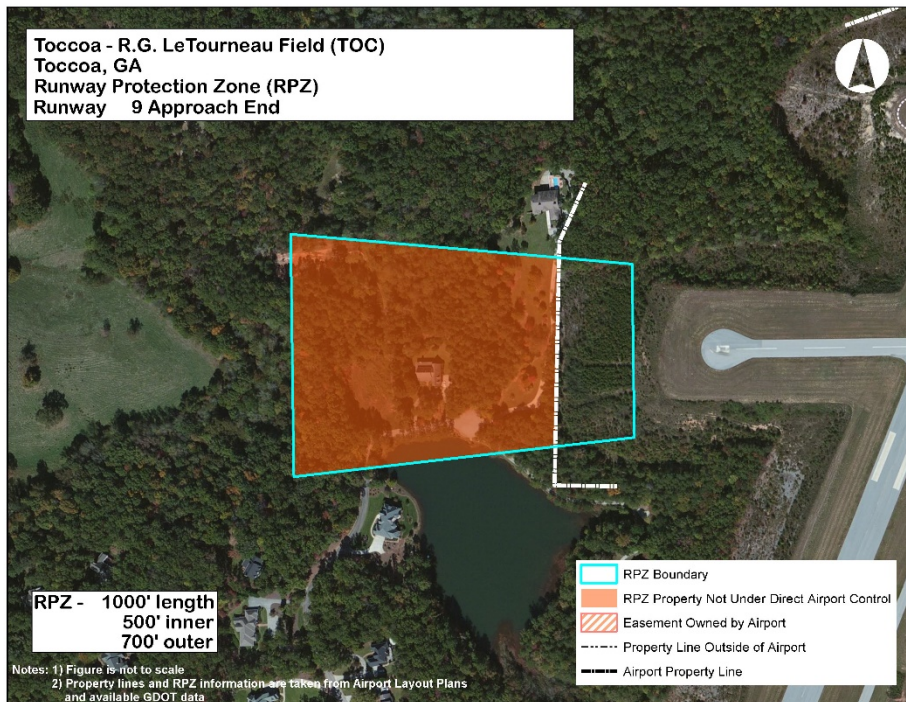 Toccoa - R.G. LeTourneau Field (TOC)
Toccoa, GA
Runway Protection Zone (RPZ)
Runway 9 Approach End
RPZ - 1000' length
500' inner
700' outer
Notes: 1) Figure is not to scale
2) Property lines and RPZ information are taken from Airport Layout Plans
and available GDOT data
RPZ Boundary
RPZ Property Not Under Direct Airport Control
Easement Owned by Airport
Property Line Outside of Airport
Airport Property Line